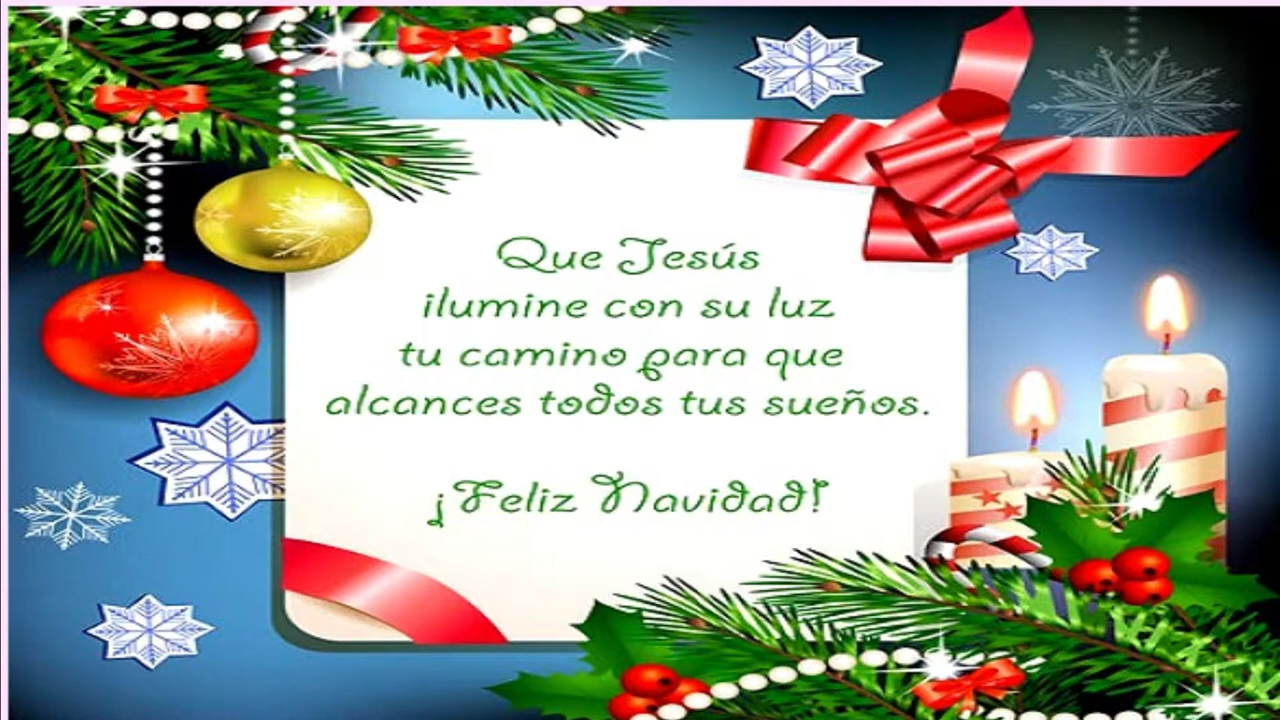 Que Jesús
ilumine con su luz
tu camino para que
alcances todos tus sueños.
¡Feliz Navidad!